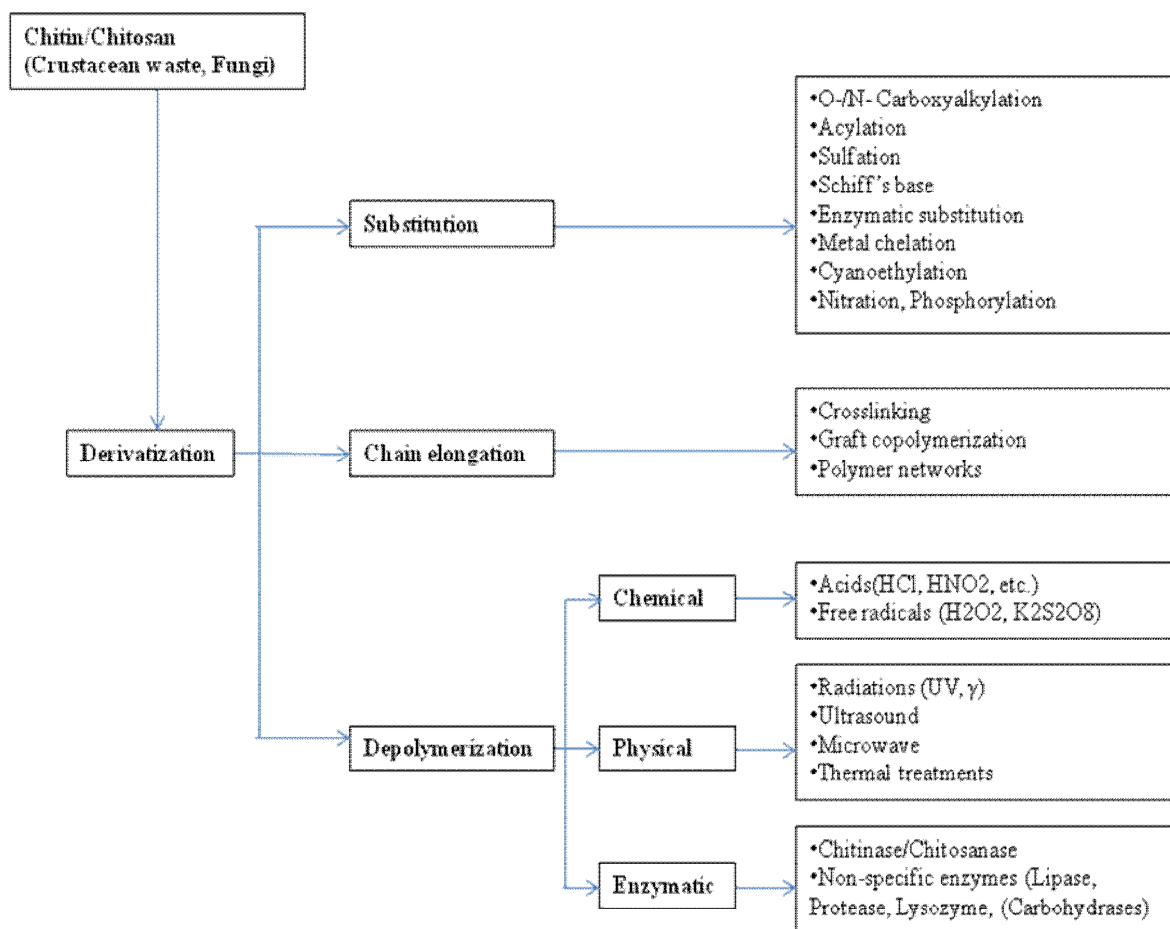 Chitin/Chitosan
(Crustacean waste, Fungi)
•O-/N- Carboxyalkylation
•Acylation
•Sulfation
•Schiff´s base
•Enzymatic substitution
•Metal chelation
•Cyanoethylation
•Nitration, Phosphorylation
Substitution
•Crosslinking
•Graft copolymerization
•Polymer networks
Derivatization
Chain elongation
Chemical
•Acids(HCl, HNO2, etc.)
•Free radicals (H2O2, K2S2O8)
•Radiations (UV, γ)
•Ultrasound
•Microwave
•Thermal treatments
Depolymerization
Physical
Enzymatic
•Chitinase/Chitosanase
•Non-specific enzymes (Lipase,
Protease, Lysozyme, (Carbohydrases)